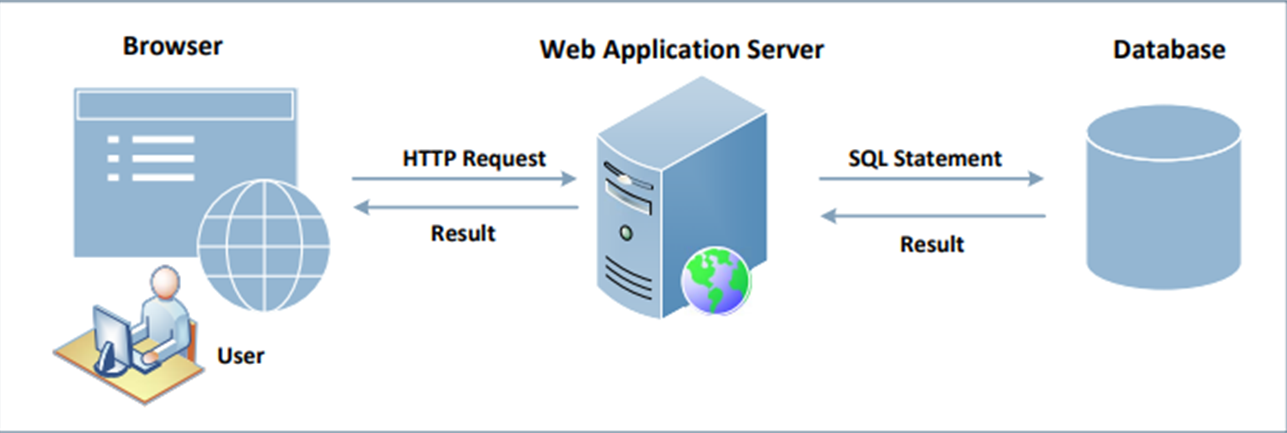 Browser
Web Application Server
Database
HTTP Request
Result
SQL Statement
Result
User